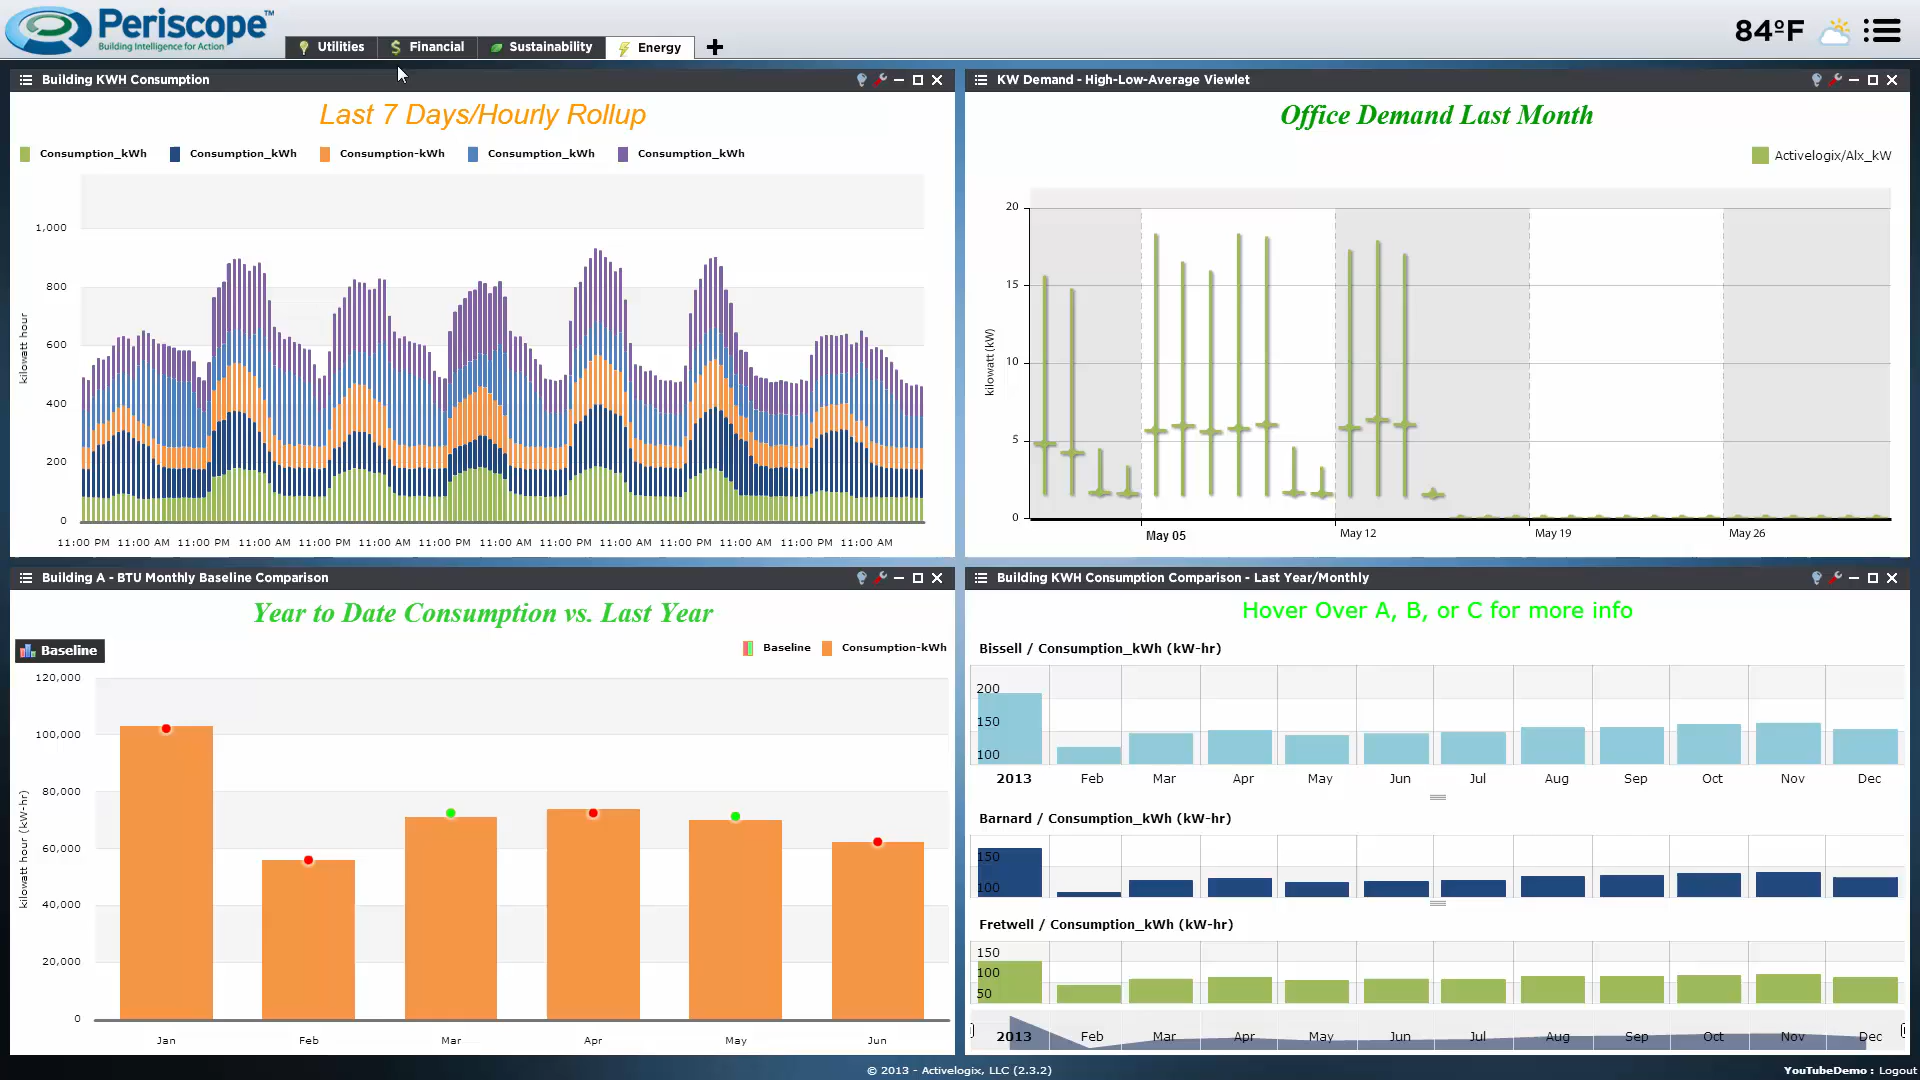 Periscope™
Building Intelligence for Action
Utilities
Financial
Sustainability
Energy
84ºF
Building KWH Consumption
Last 7 Days/Hourly Rollup
Consumption_kWh Consumption_kWh Consumption-kWh Consumption_kWh Consumption_kWh
kilowatt hour
1,000
800
600
400
200
0
11:00 PM 11:00 AM 11:00 PM 11:00 AM 11:00 PM 11:00 AM 11:00 PM 11:00 AM 11:00 PM 11:00 AM 11:00 PM 11:00 AM 11:00 PM 11:00 AM
KW Demand - High-Low-Average Viewlet
Office Demand Last Month
Activelogix/Alx_kW
kilowatt (kW)
20
15
10
5
0
May 05 May 12 May 19 May 26
Building A - BTU Monthly Baseline Comparison
Year to Date Consumption vs. Last Year
Baseline
Baseline Consumption-kWh
kilowatt hour (kW-hr)
120,000
100,000
80,000
60,000
40,000
20,000
0
Jan Feb Mar Apr May Jun
Building KWH Consumption Comparison - Last Year/Monthly
Hover Over A, B, or C for more info
Bissell / Consumption_kWh (kW-hr)
200
150
100
2013 Feb Mar Apr May Jun Jul Aug Sep Oct Nov Dec
Barnard / Consumption_kWh (kW-hr)
150
100
Fretwell / Consumption_kWh (kW-hr)
150
100
50
2013 Feb Mar Apr May Jun Jul Aug Sep Oct Nov Dec
© 2013 - Activelogix, LLC (2.3.2)
YouTubeDemo : Logout